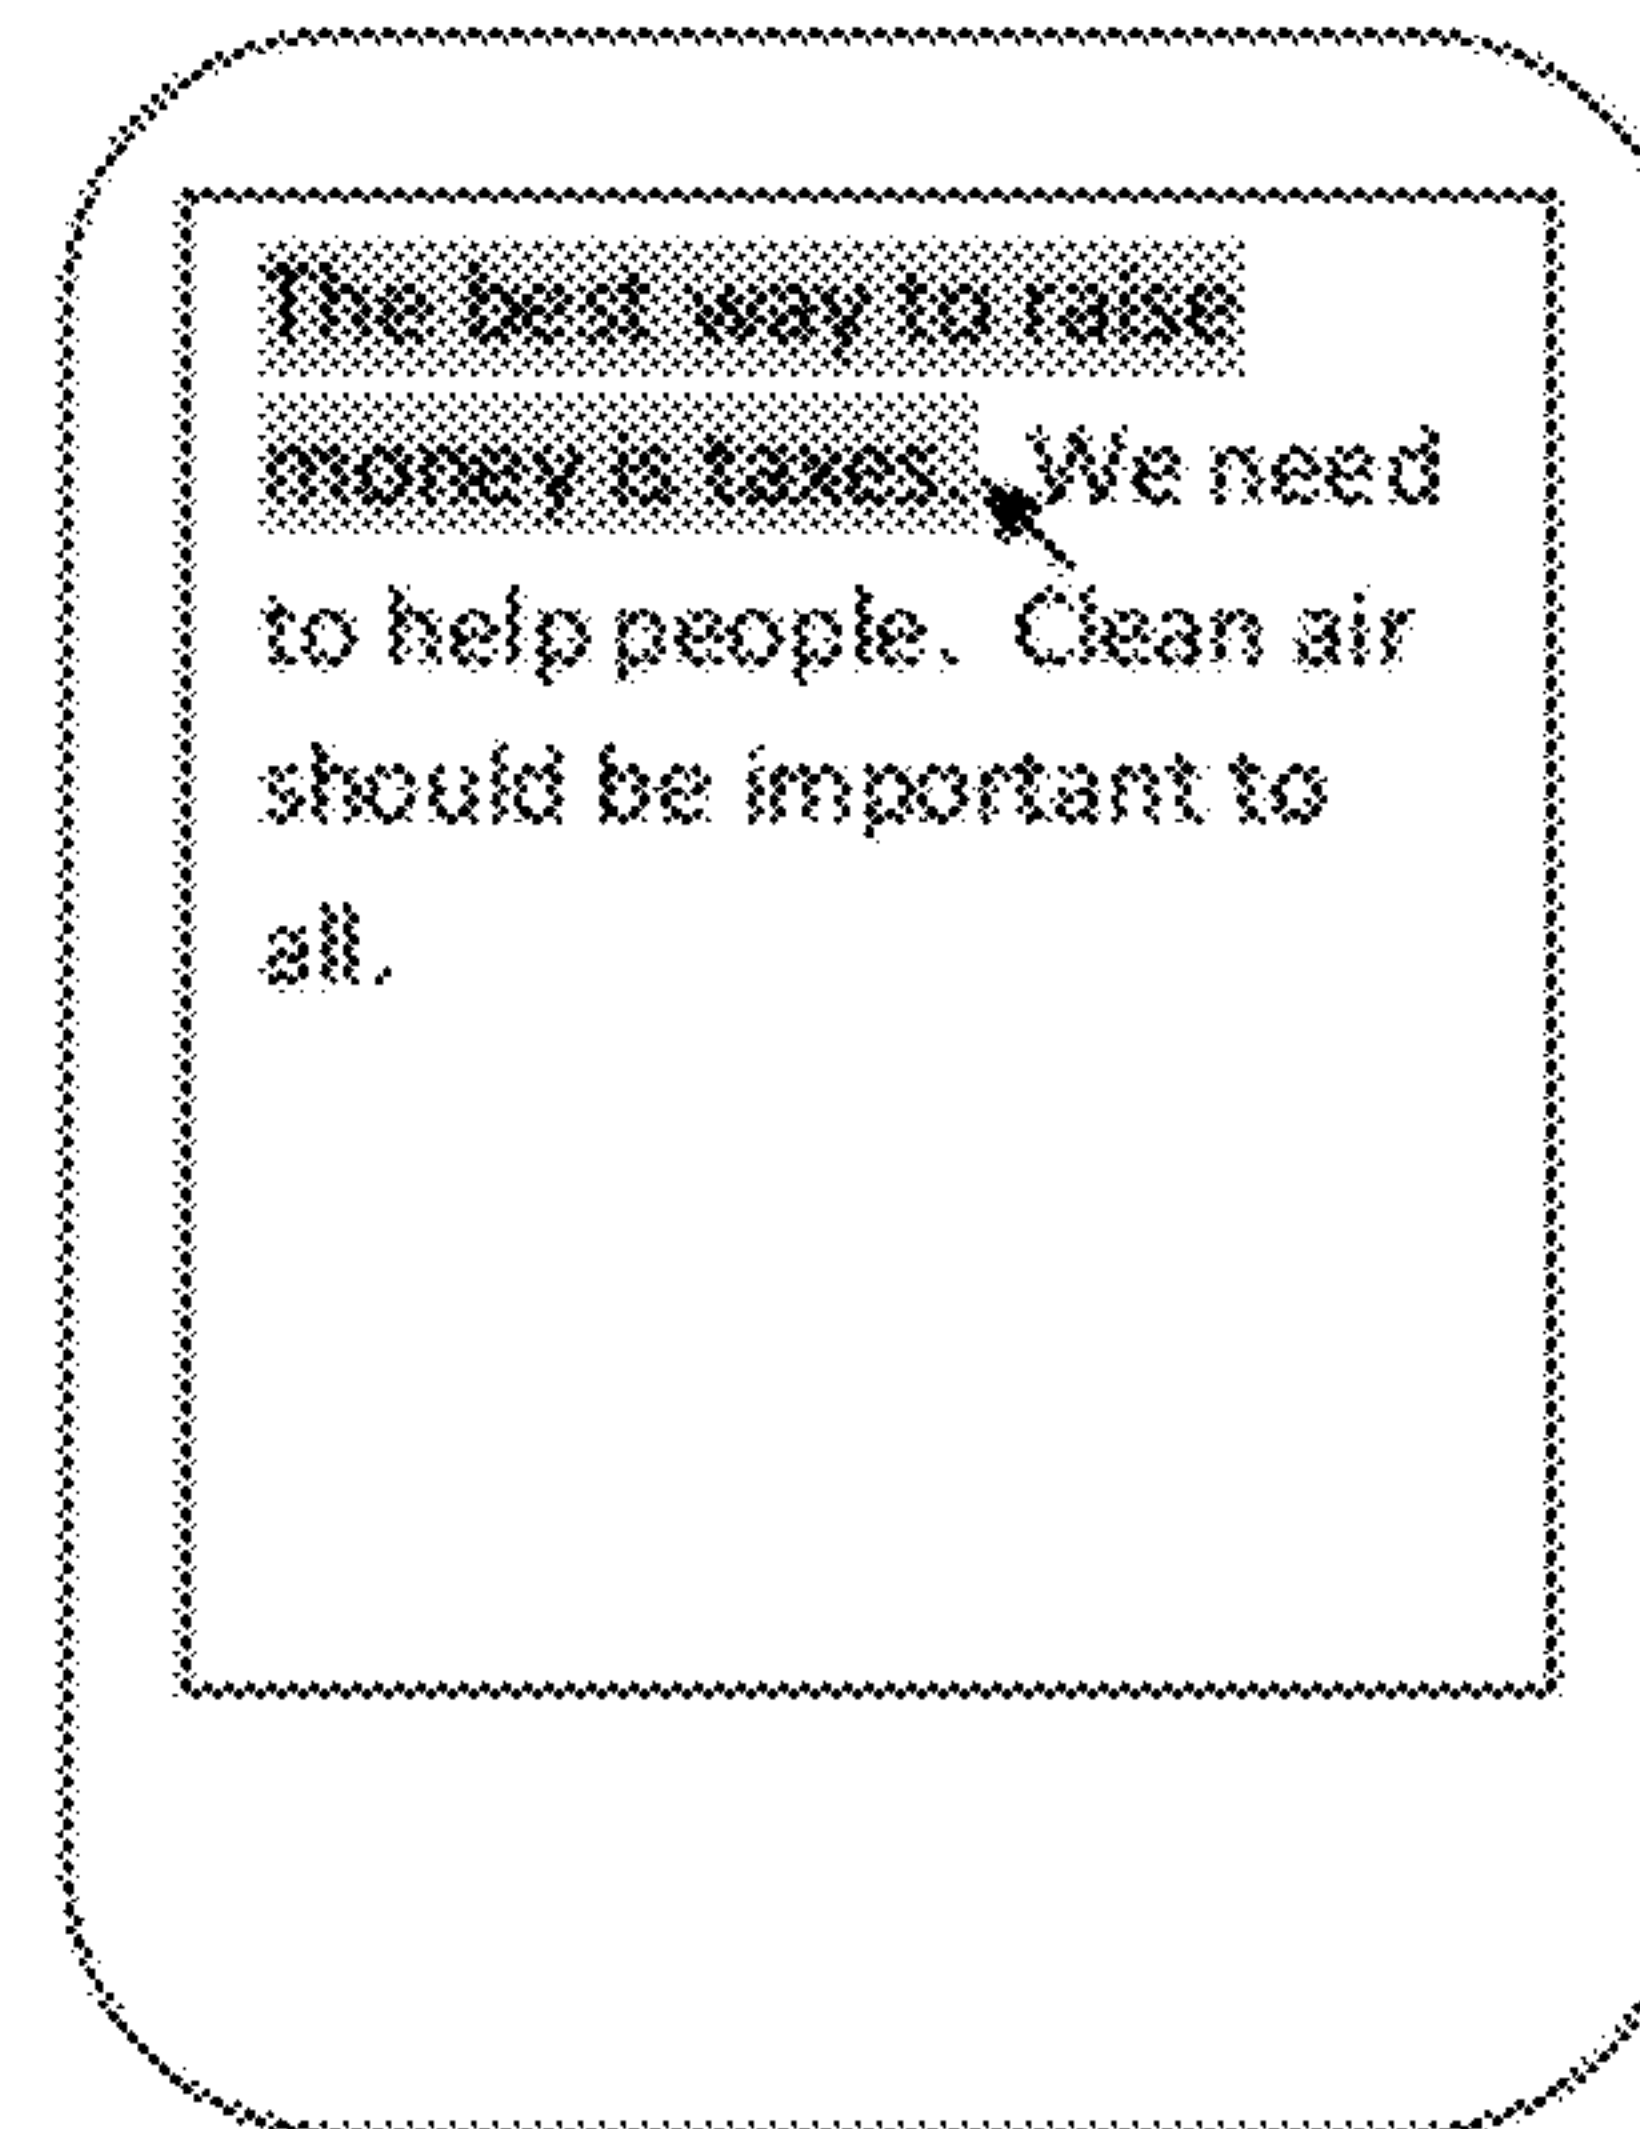 The best way to raise
money is taxes. We need
to help people. Clean air
should be important to
all.